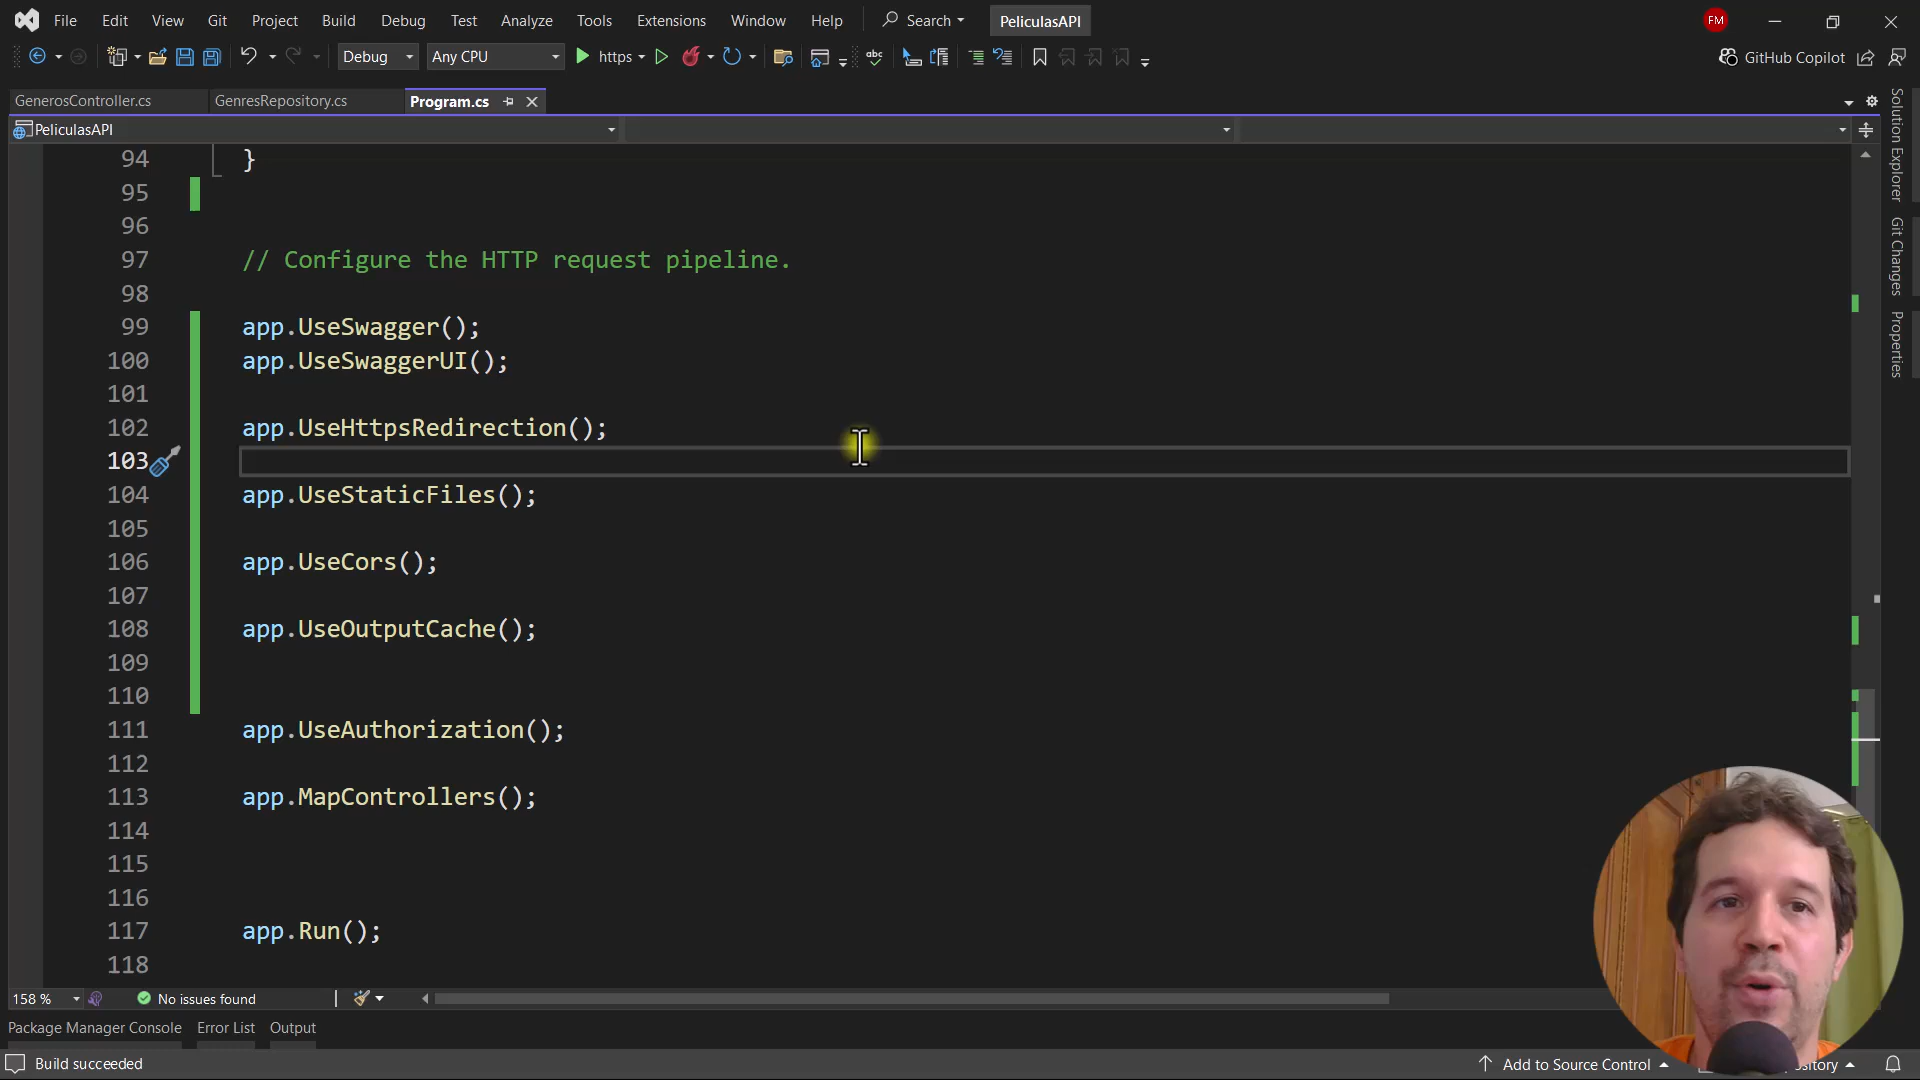 File Edit View Git Project Build Debug Test Analyze Tools Extensions Window Help Search PeliculasAPI FM
Debug Any CPU https GitHub Copilot
GenerosController.cs GenresRepository.cs Program.cs
PeliculasAPI
94 }
95
96
97 // Configure the HTTP request pipeline.
98
99 app.UseSwagger();
100 app.UseSwaggerUI();
101
102 app.UseHttpsRedirection();
103
104 app.UseStaticFiles();
105
106 app.UseCors();
107
108 app.UseOutputCache();
109
110
111 app.UseAuthorization();
112
113 app.MapControllers();
114
115
116
117 app.Run();
118
Solution Explorer
Git Changes
Properties
158 % No issues found
Package Manager Console Error List Output
Build succeeded Add to Source Control